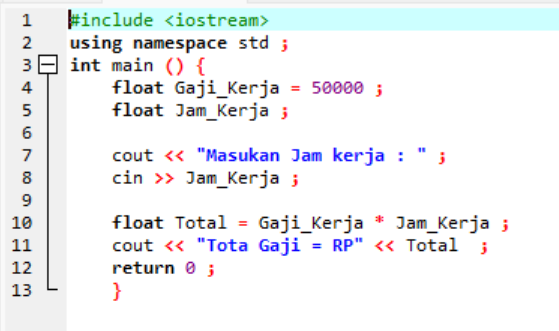 1 #include <iostream>
2 using namespace std ;
3 int main () {
4 float Gaji_Kerja = 50000 ;
5 float Jam_Kerja ;
6
7 cout << "Masukan Jam kerja : " ;
8 cin >> Jam_Kerja ;
9
10 float Total = Gaji_Kerja * Jam_Kerja ;
11 cout << "Tota Gaji = RP" << Total  ;
12 return 0 ;
13 }